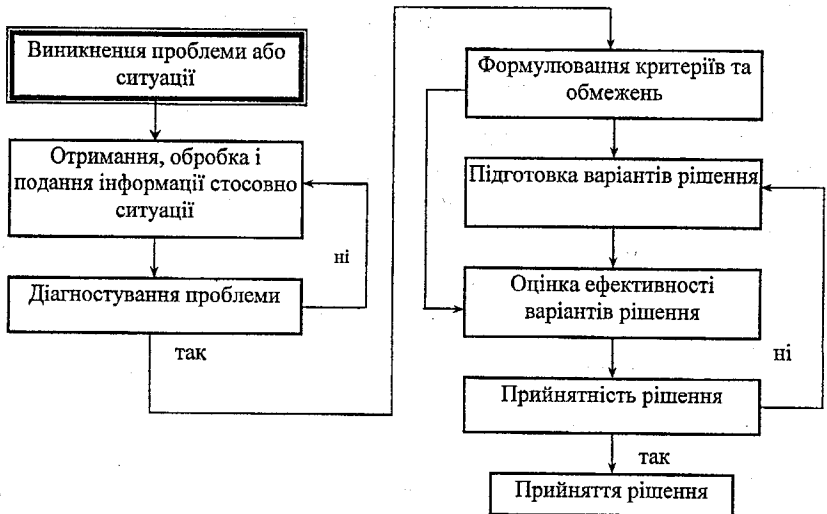 Виникнення проблеми або
ситуації
Отримання, обробка і
подання інформації стосовно
ситуації
ні
Діагностування проблеми
так
Формулювання критеріїв та
обмежень
Підготовка варіантів рішення
Оцінка ефективності
варіантів рішення
ні
Прийнятність рішення
так
Прийняття рішення